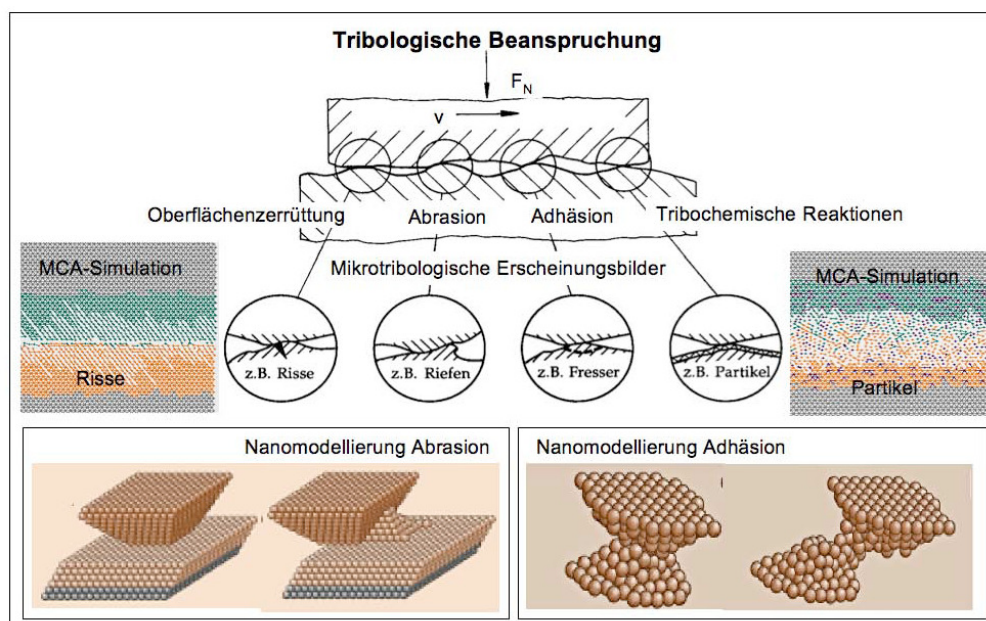 Tribologische Beanspruchung
F_N
v
Oberflächenzerrüttung Abrasion Adhäsion Tribochemische Reaktionen
MCA-Simulation
Risse
Mikrotribologische Erscheinungsbilder
z.B. Risse
z.B. Riefen
z.B. Fresser
z.B. Partikel
MCA-Simulation
Partikel
Nanomodellierung Abrasion
Nanomodellierung Adhäsion